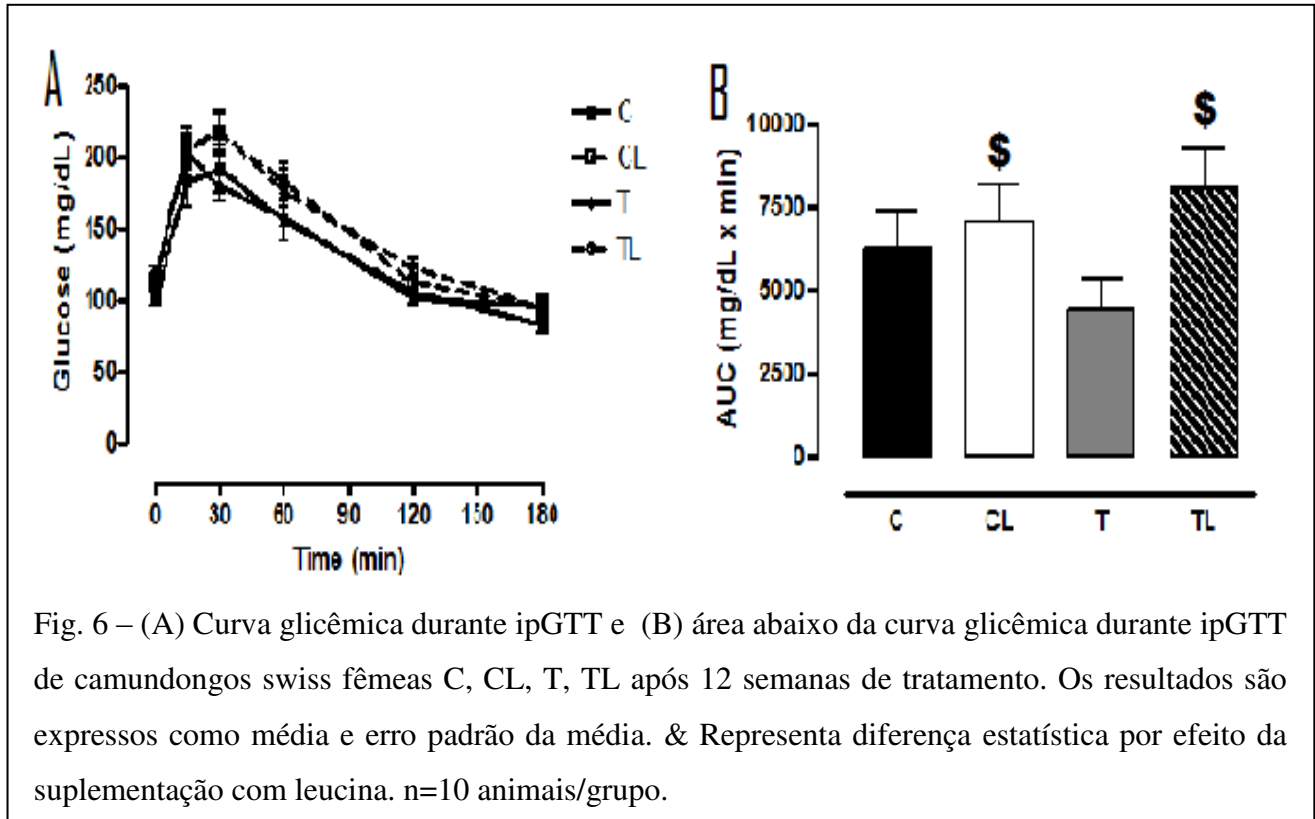 A
Glucose (mg/dL)
250
200
150
100
50
0
0 30 60 90 120 150 180
Time (min)
C
CL
T
TL
B
AUC (mg/dL x min)
10000
7500
5000
2500
0
$
$
C CL T TL
Fig. 6 – (A) Curva glicêmica durante ipGTT e (B) área abaixo da curva glicêmica durante ipGTT
de camundongos swiss fêmeas C, CL, T, TL após 12 semanas de tratamento. Os resultados são
expressos como média e erro padrão da média. & Representa diferença estatística por efeito da
suplementação com leucina. n=10 animais/grupo.